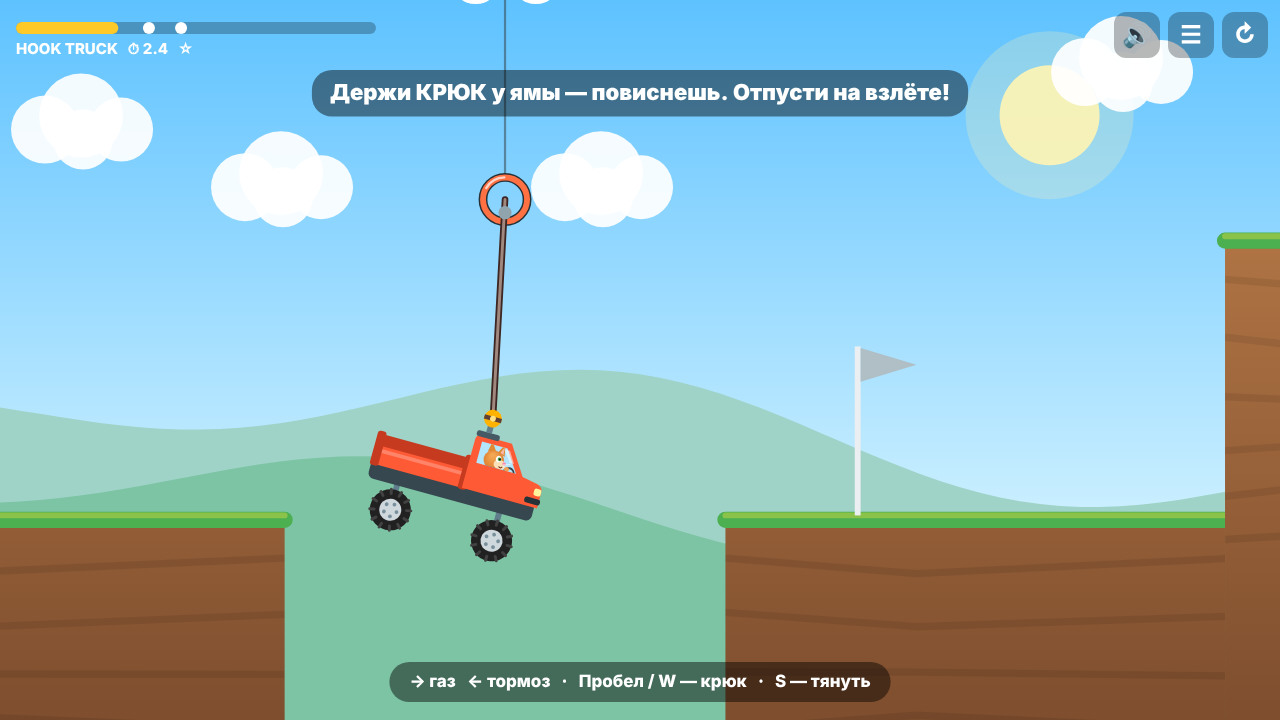 HOOK TRUCK ⏱ 2.4 ☆
Держи КРЮК у ямы — повиснешь. Отпусти на взлёте!
→ газ ← тормоз · Пробел / W — крюк · S — тянуть